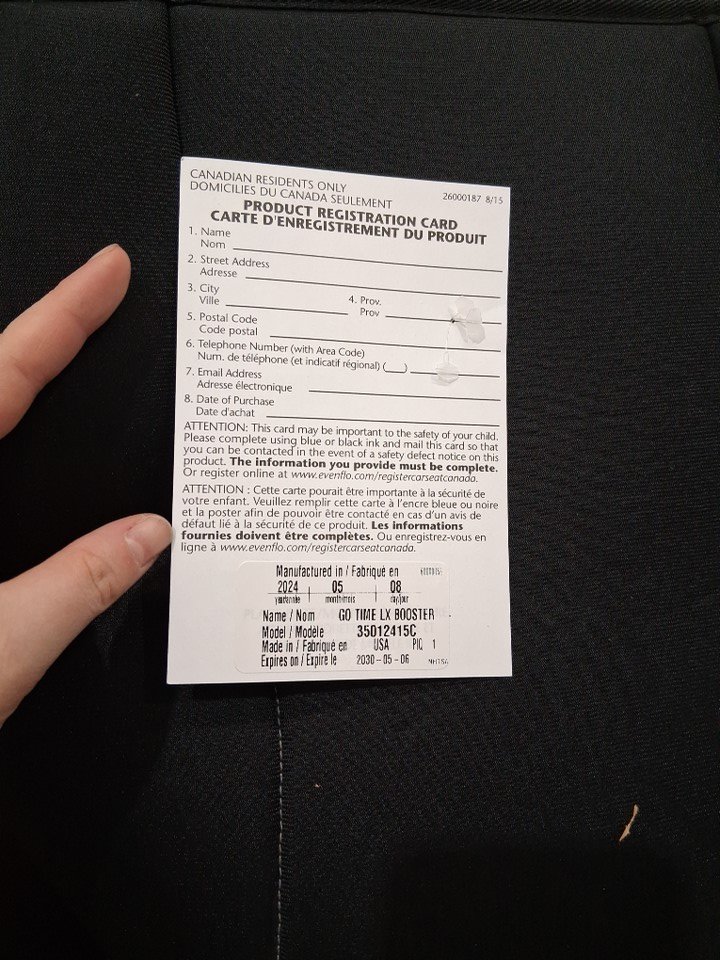 CANADIAN RESIDENTS ONLY
DOMICILIES DU CANADA SEULEMENT
26000187 8/15
PRODUCT REGISTRATION CARD
CARTE D'ENREGISTREMENT DU PRODUIT
1. Name
Nom
2. Street Address
Adresse
3. City
Ville
4. Prov.
Prov
5. Postal Code
Code postal
6. Telephone Number (with Area Code)
Num. de téléphone (et indicatif régional) ( )
7. Email Address
Adresse électronique
8. Date of Purchase
Date d'achat
ATTENTION: This card may be important to the safety of your child.
Please complete using blue or black ink and mail this card so that
you can be contacted in the event of a safety defect notice on this
product. The information you provide must be complete.
Or register online at www.evenflo.com/registercarseatcanada.
ATTENTION : Cette carte pourait être importante à la sécurité de
votre enfant. Veuillez remplir cette carte à l'encre bleue ou noire
et la poster afin de pouvoir être contacté en cas d'un avis de
défaut lié à la sécurité de ce produit. Les informations
fournies doivent être complètes. Ou enregistrez-vous en
ligne à www.evenflo.com/registercarseatcanada.
Manufactured in / Fabriqué en
2024 05 08
year/année month/mois day/jour
Name / Nom GO TIME LX BOOSTER
Model / Modèle 35012415C
Made in / Fabriqué en USA PIQ 1
Expires on / Expire le 2030-05-06 NHTSA